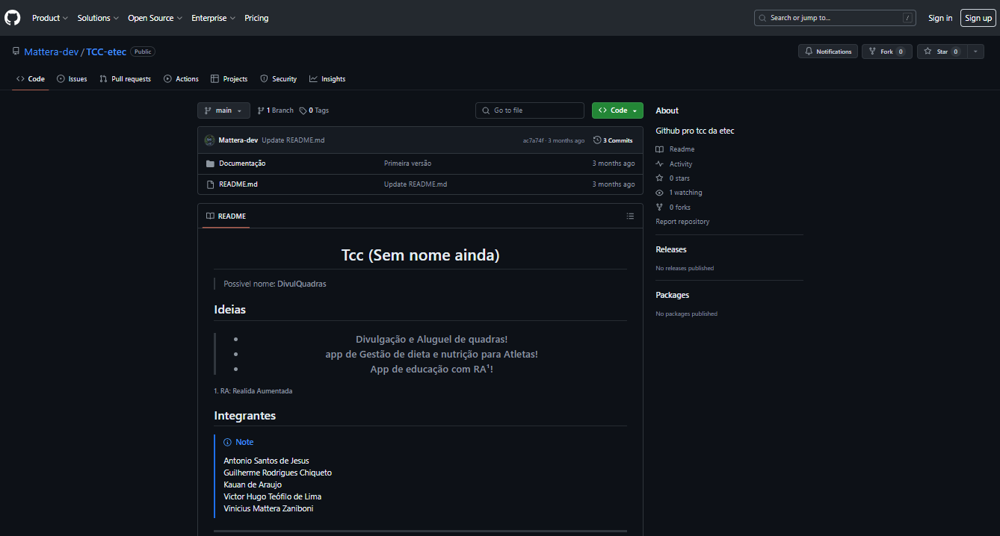 Product Solutions Open Source Enterprise Pricing Search or jump to... / Sign in Sign up
Mattera-dev / TCC-etec Public Notifications Fork 0 Star 0
Code Issues Pull requests Actions Projects Security Insights
main 1 Branch 0 Tags Go to file Code
Mattera-dev Update README.md ac7a74f · 3 months ago 3 Commits
Documentação Primeira versão 3 months ago
README.md Update README.md 3 months ago
README
Tcc (Sem nome ainda)
Possivel nome: DivulQuadras
Ideias
Divulgação e Aluguel de quadras!
app de Gestão de dieta e nutrição para Atletas!
App de educação com RA¹!
1. RA: Realida Aumentada
Integrantes
Note
Antonio Santos de Jesus
Guilherme Rodrigues Chiqueto
Kauan de Araujo
Victor Hugo Teófilo de Lima
Vinicius Mattera Zaniboni
About
Github pro tcc da etec
Readme
Activity
0 stars
1 watching
0 forks
Report repository
Releases
No releases published
Packages
No packages published